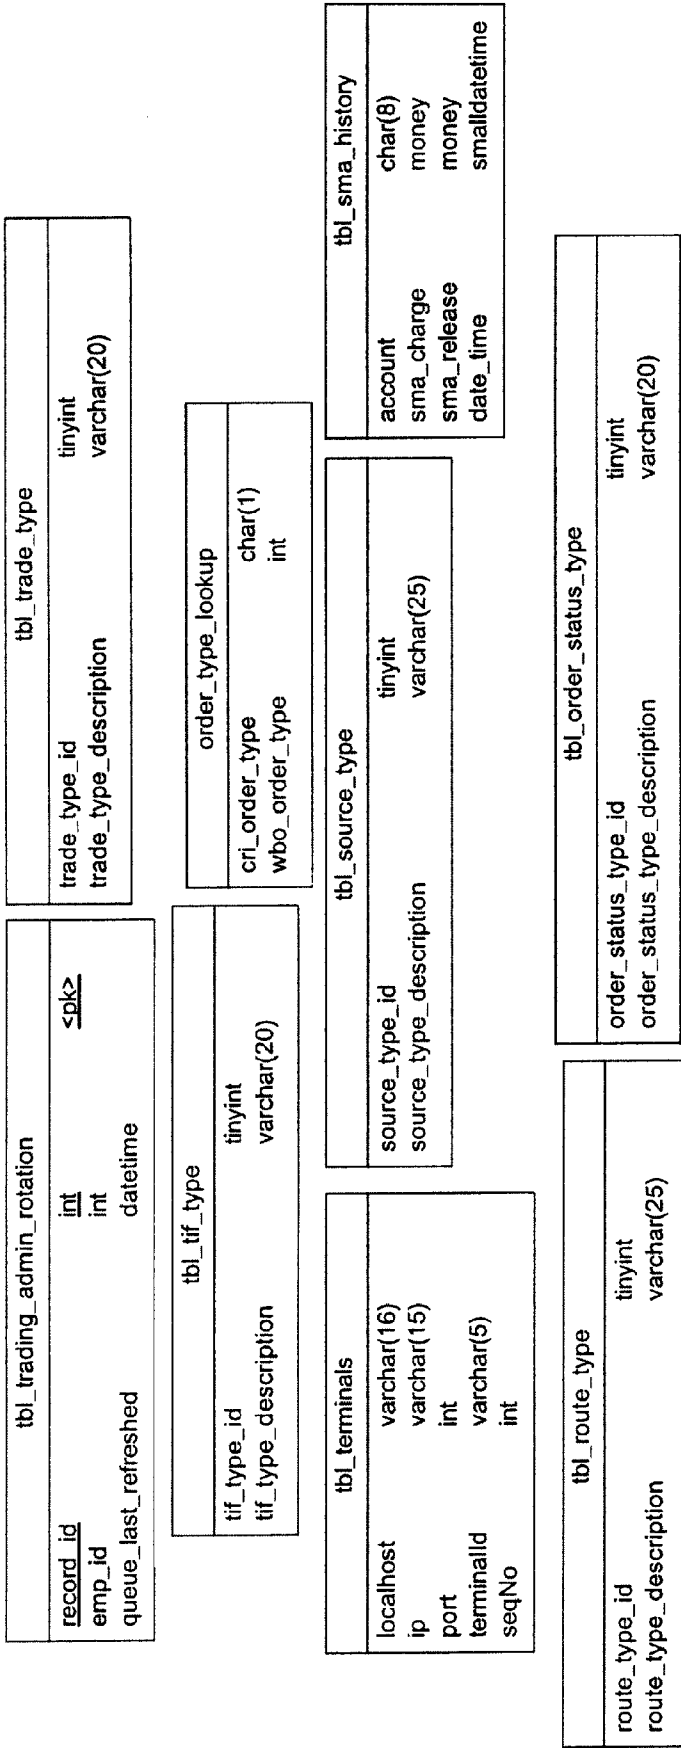 tbl_trading_admin_rotation
record_id int <pk>
emp_id int
queue_last_refreshed datetime
tbl_trade_type
trade_type_id tinyint
trade_type_description varchar(20)
tbl_tif_type
tif_type_id tinyint
tif_type_description varchar(20)
order_type_lookup
cri_order_type char(1)
wbo_order_type int
tbl_terminals
localhost varchar(16)
ip varchar(15)
port int
terminalId varchar(5)
seqNo int
tbl_source_type
source_type_id tinyint
source_type_description varchar(25)
tbl_sma_history
account char(8)
sma_charge money
sma_release money
date_time smalldatetime
tbl_route_type
route_type_id tinyint
route_type_description varchar(25)
tbl_order_status_type
order_status_type_id tinyint
order_status_type_description varchar(20)